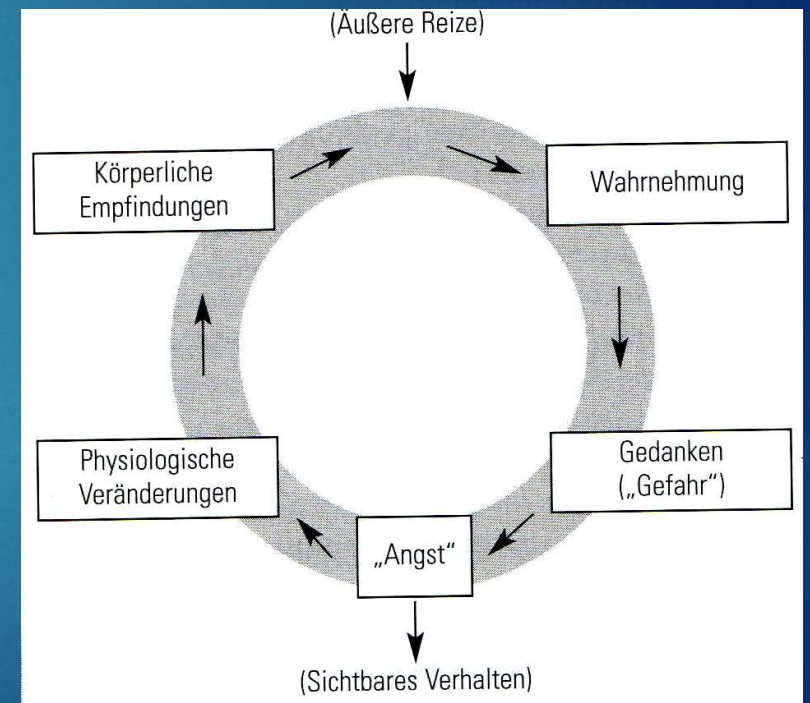 (Äußere Reize)
Körperliche
Empfindungen
Wahrnehmung
Physiologische
Veränderungen
Gedanken
(„Gefahr“)
„Angst“
(Sichtbares Verhalten)